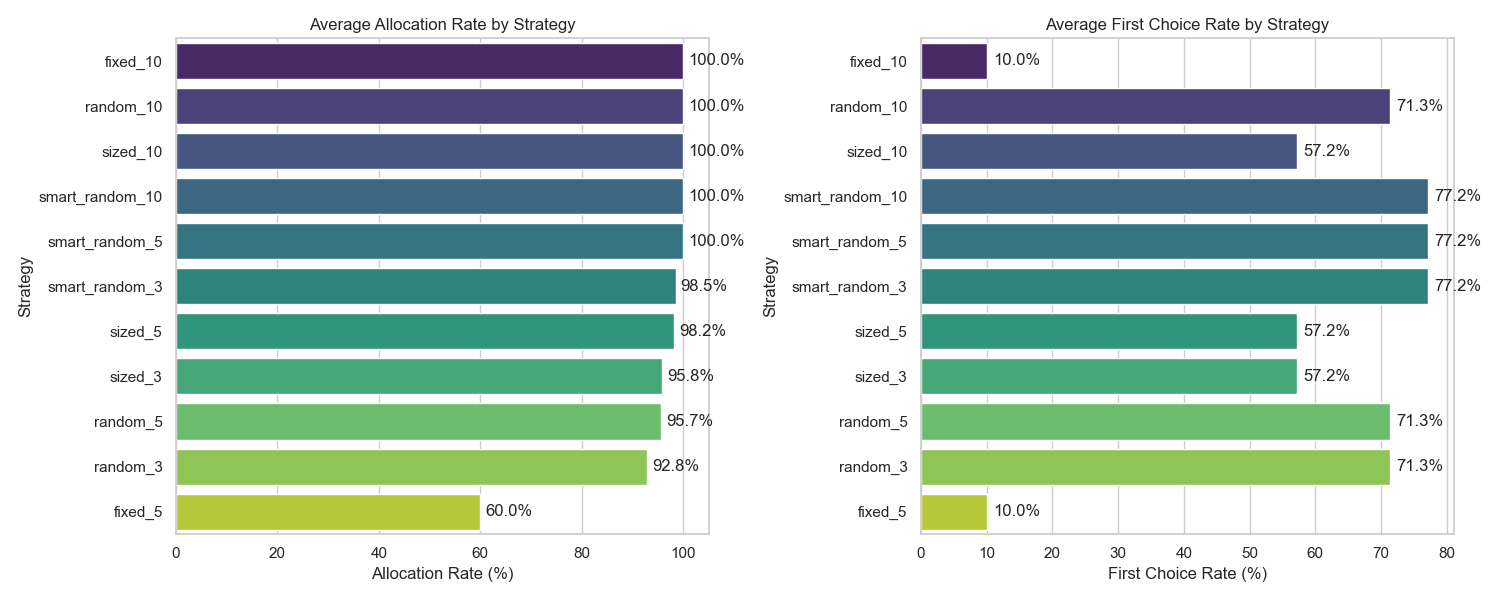 Average Allocation Rate by Strategy
Strategy
fixed_10 100.0%
random_10 100.0%
sized_10 100.0%
smart_random_10 100.0%
smart_random_5 100.0%
smart_random_3 98.5%
sized_5 98.2%
sized_3 95.8%
random_5 95.7%
random_3 92.8%
fixed_5 60.0%
0 20 40 60 80 100
Allocation Rate (%)
Average First Choice Rate by Strategy
Strategy
fixed_10 10.0%
random_10 71.3%
sized_10 57.2%
smart_random_10 77.2%
smart_random_5 77.2%
smart_random_3 77.2%
sized_5 57.2%
sized_3 57.2%
random_5 71.3%
random_3 71.3%
fixed_5 10.0%
0 10 20 30 40 50 60 70 80
First Choice Rate (%)